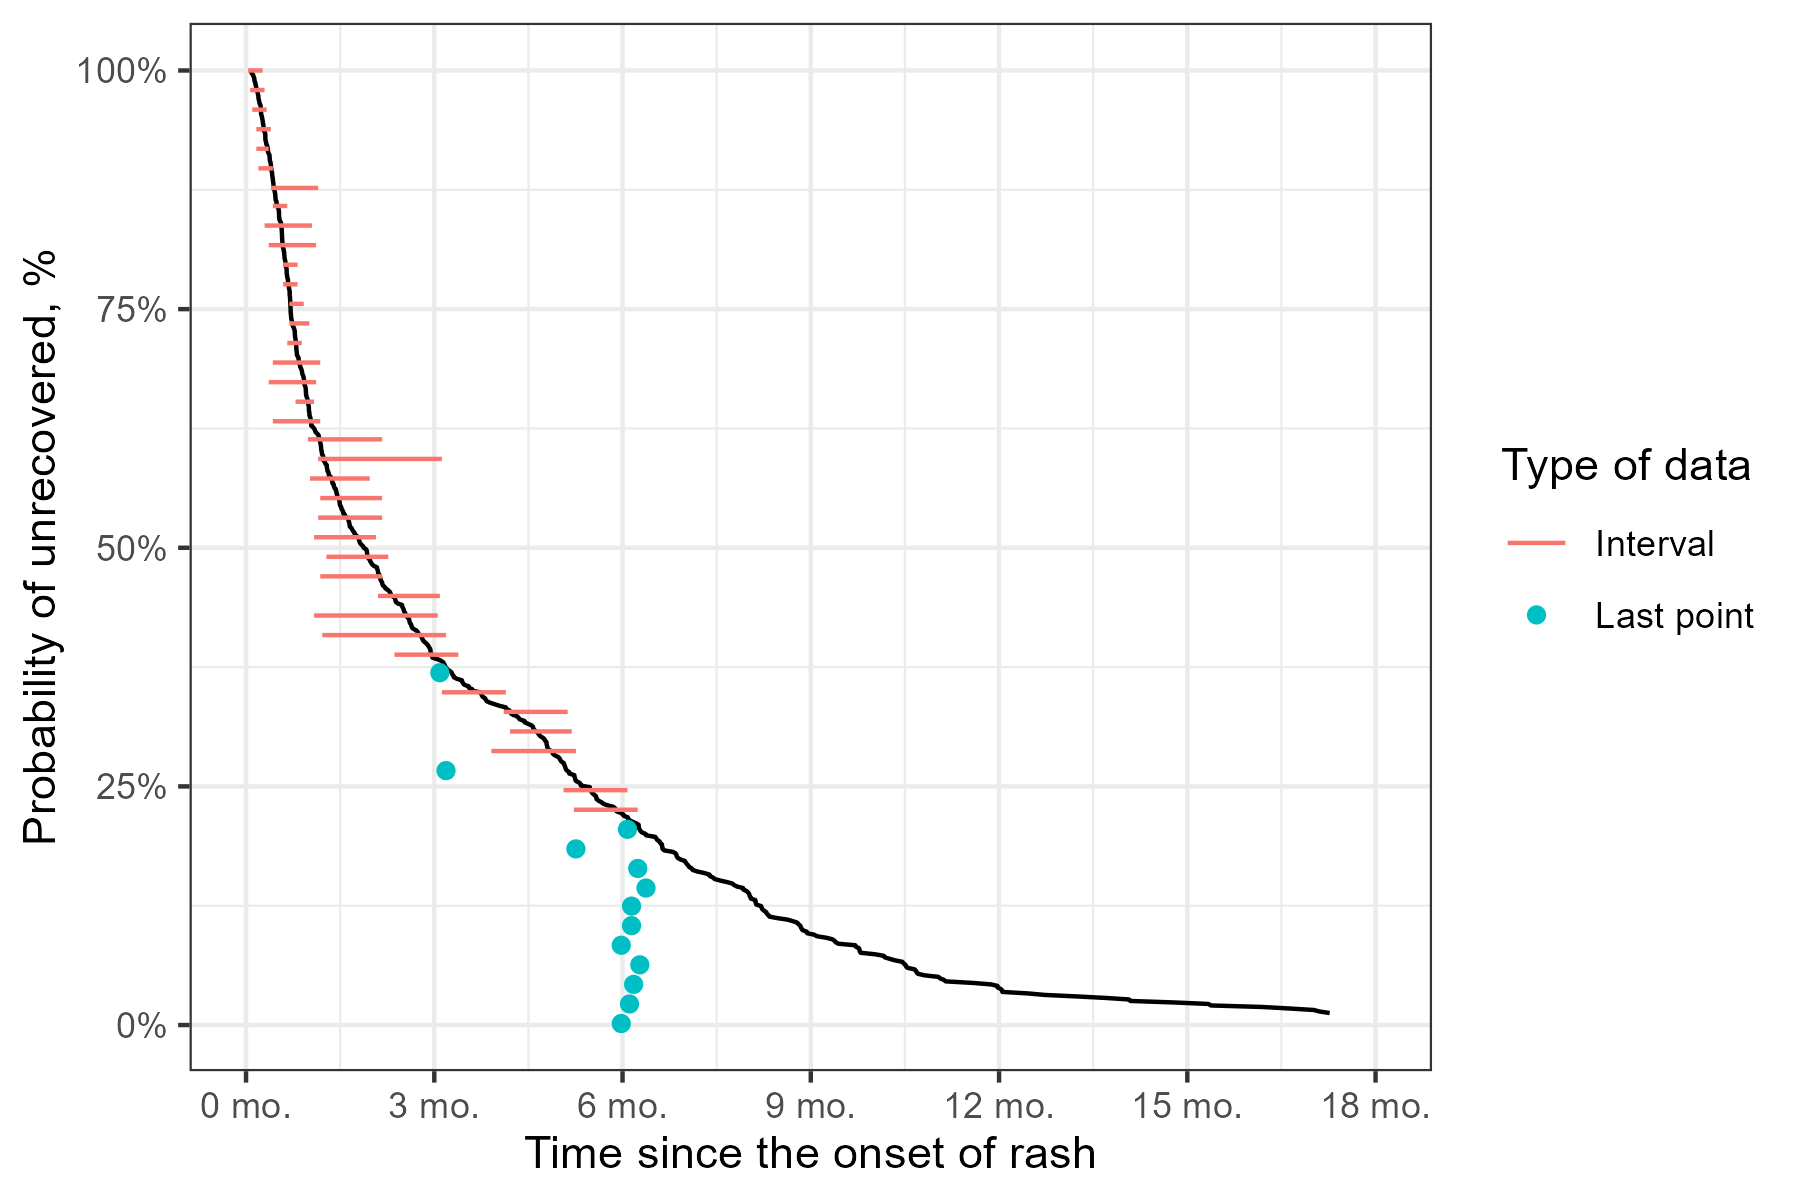 Probability of unrecovered, %
100%
75%
50%
25%
0%
0 mo.
3 mo.
6 mo.
9 mo.
12 mo.
15 mo.
18 mo.
Time since the onset of rash
Type of data
Interval
Last point